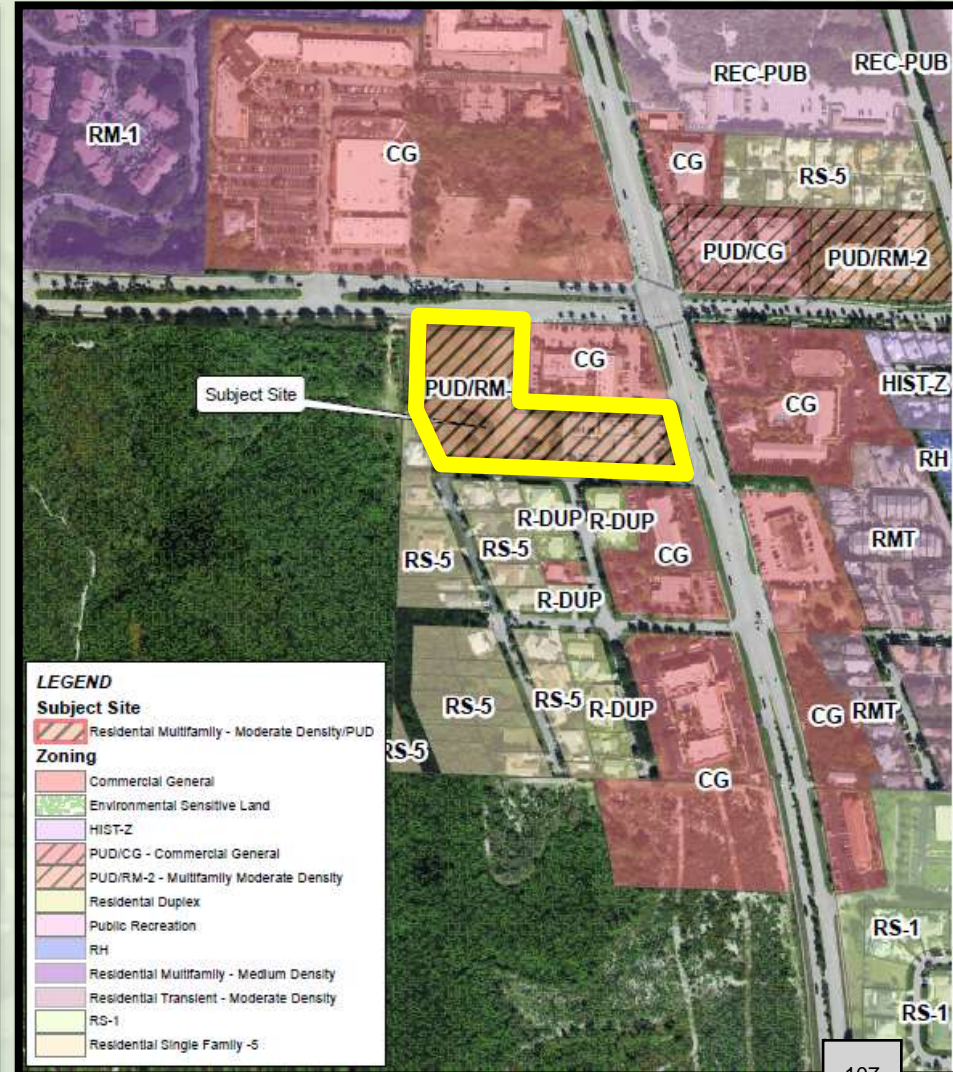 REC-PUB
REC-PUB
RM-1
CG
CG
RS-5
PUD/CG
PUD/RM-2
CG
PUD/RM-
Subject Site
CG
HIST-Z
RH
R-DUP R-DUP
RS-5
RS-5
CG
RMT
R-DUP
RS-5
RS-5
R-DUP
CG
RMT
RS-5
CG
RS-1
RS-1
LEGEND
Subject Site
Residental Multifamily - Moderate Density/PUD
Zoning
Commercial General
Environmental Sensitive Land
HIST-Z
PUD/CG - Commercial General
PUD/RM-2 - Multifamily Moderate Density
Residental Duplex
Public Recreation
RH
Residential Multifamily - Medium Density
Residential Transient - Moderate Density
RS-1
Residential Single Family -5
107